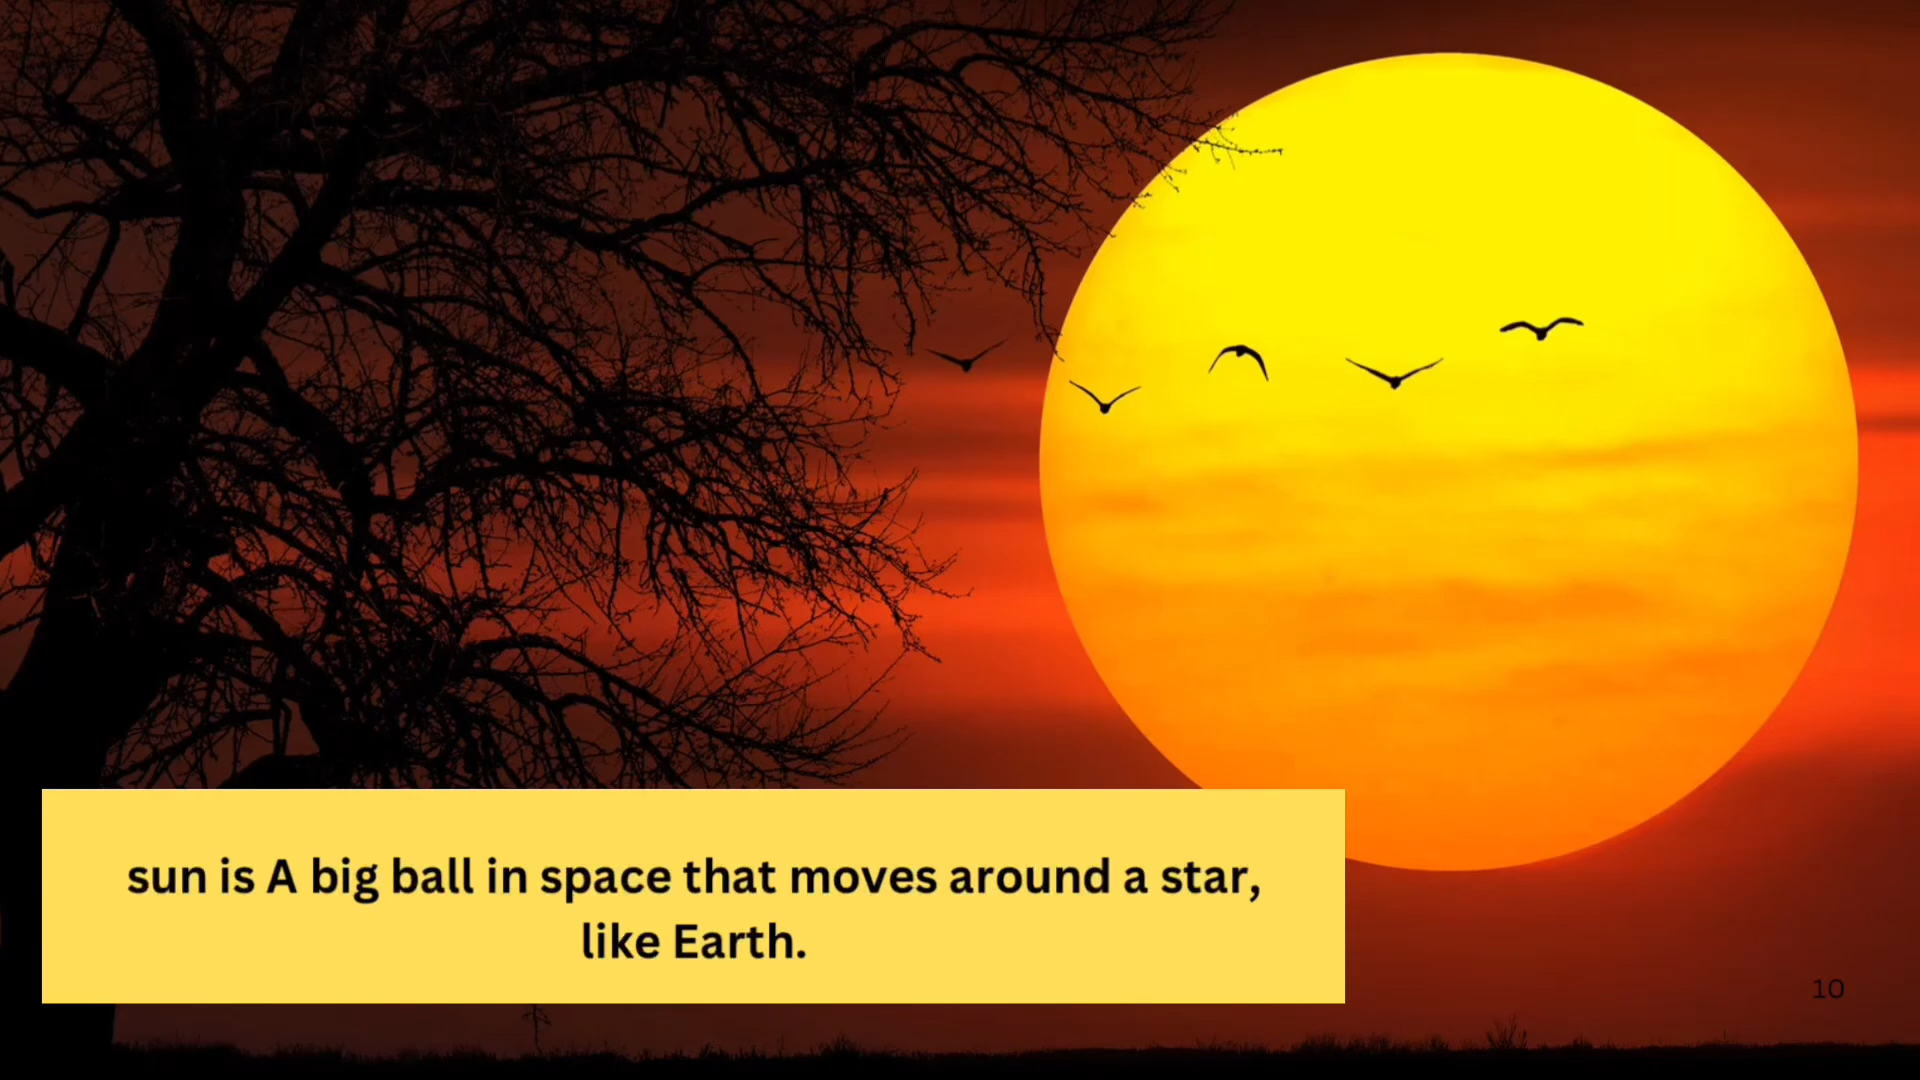 sun is A big ball in space that moves around a star,
like Earth.
10